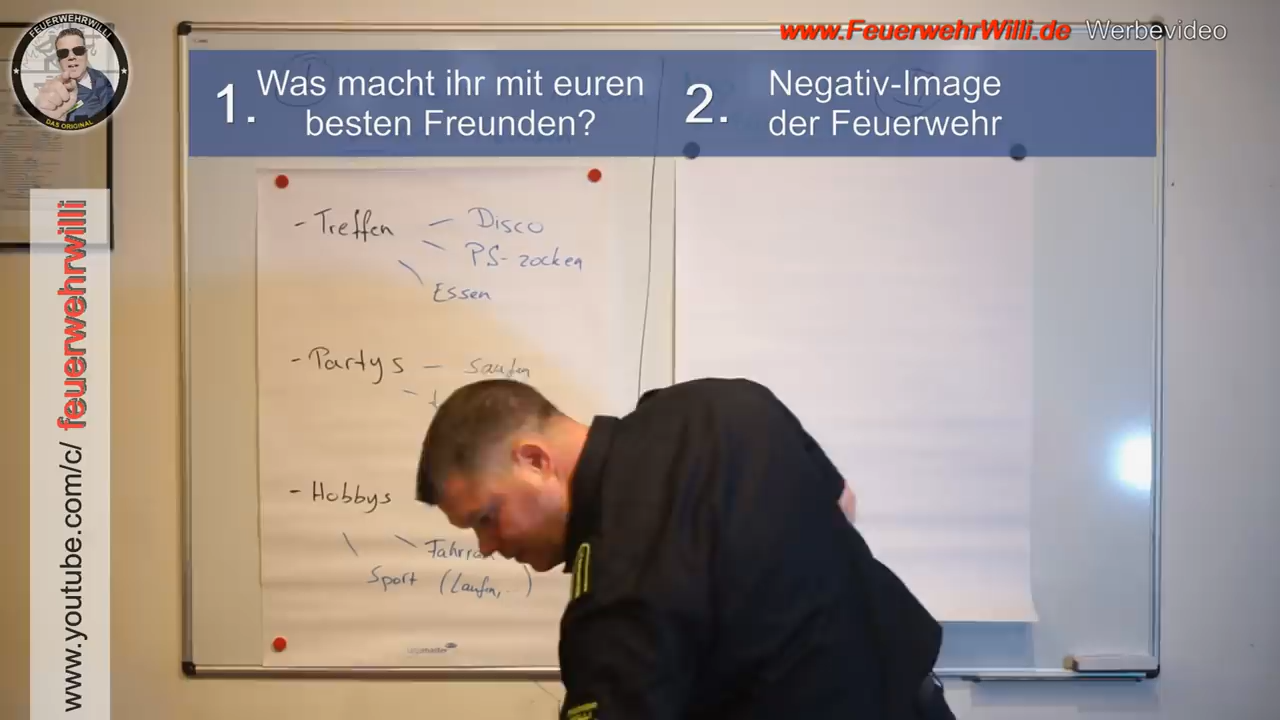 FEUERWEHRWILLI
DAS ORIGINAL
www.FeuerwehrWilli.de Werbevideo
1. Was macht ihr mit euren
besten Freunden?
2. Negativ-Image
der Feuerwehr
www.youtube.com/c/ feuerwehrwilli
- Treffen - Disco
PS-zocken
Essen
- Partys - saufen
- Hobbys
Sport (Laufen,..)